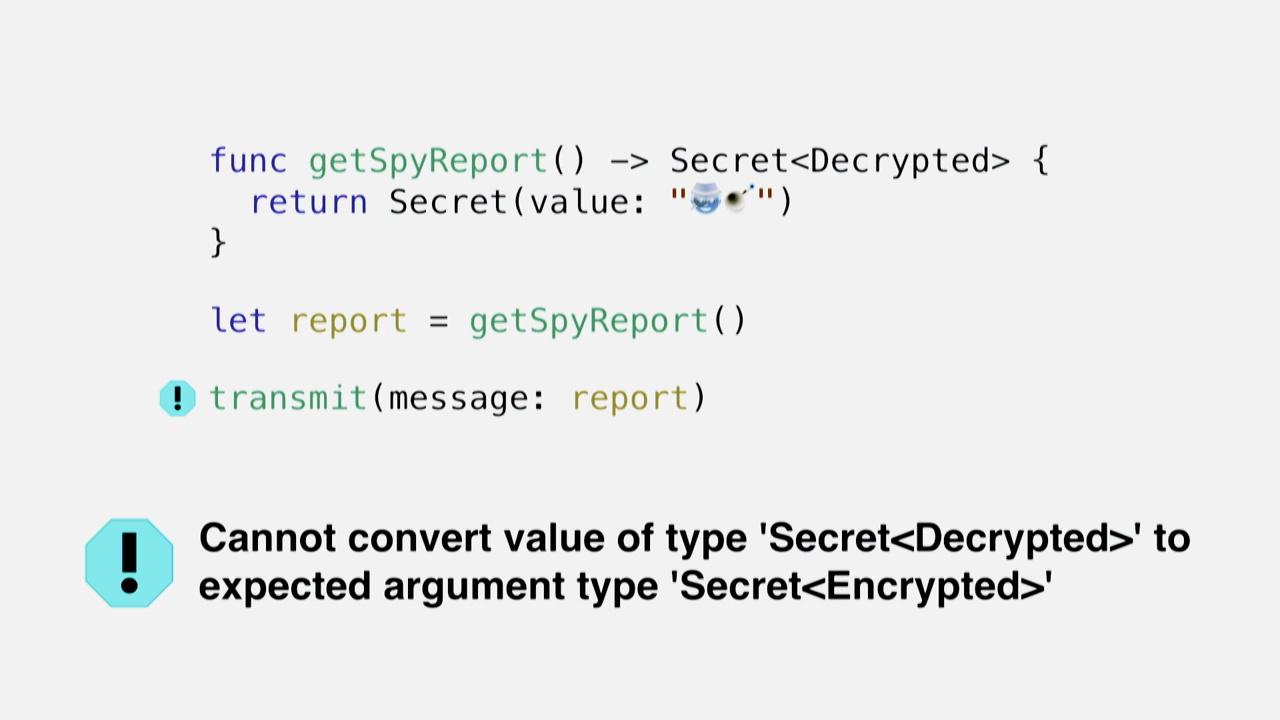 func getSpyReport() -> Secret<Decrypted> {
return Secret(value: "🕵💣")
}
let report = getSpyReport()
! transmit(message: report)
! Cannot convert value of type 'Secret<Decrypted>' to
expected argument type 'Secret<Encrypted>'